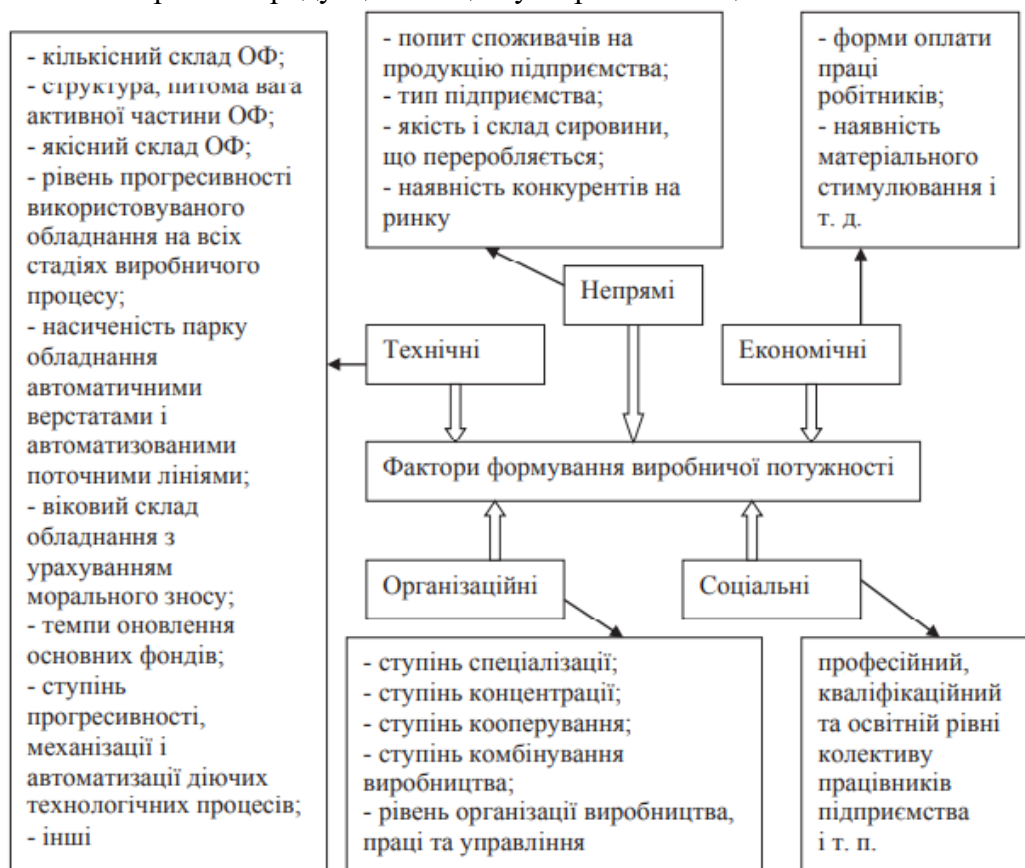 - кількісний склад ОФ;
- структура, питома вага
активної частини ОФ;
- якісний склад ОФ;
- рівень прогресивності
використовуваного
обладнання на всіх
стадіях виробничого
процесу;
- насиченість парку
обладнання
автоматичними
верстатами і
автоматизованими
поточними лініями;
- віковий склад
обладнання з
урахуванням
морального зносу;
- темпи оновлення
основних фондів;
- ступінь
прогресивності,
механізації і
автоматизації діючих
технологічних процесів;
- інші
- попит споживачів на
продукцію підприємства;
- тип підприємства;
- якість і склад сировини,
що переробляється;
- наявність конкурентів на
ринку
- форми оплати
праці
робітників;
- наявність
матеріального
стимулювання і
т. д.
Непрямі
Технічні
Економічні
Фактори формування виробничої потужності
Організаційні
Соціальні
- ступінь спеціалізації;
- ступінь концентрації;
- ступінь кооперування;
- ступінь комбінування
виробництва;
- рівень організації виробництва,
праці та управління
професійний,
кваліфікаційний
та освітній рівні
колективу
працівників
підприємства
і т. п.